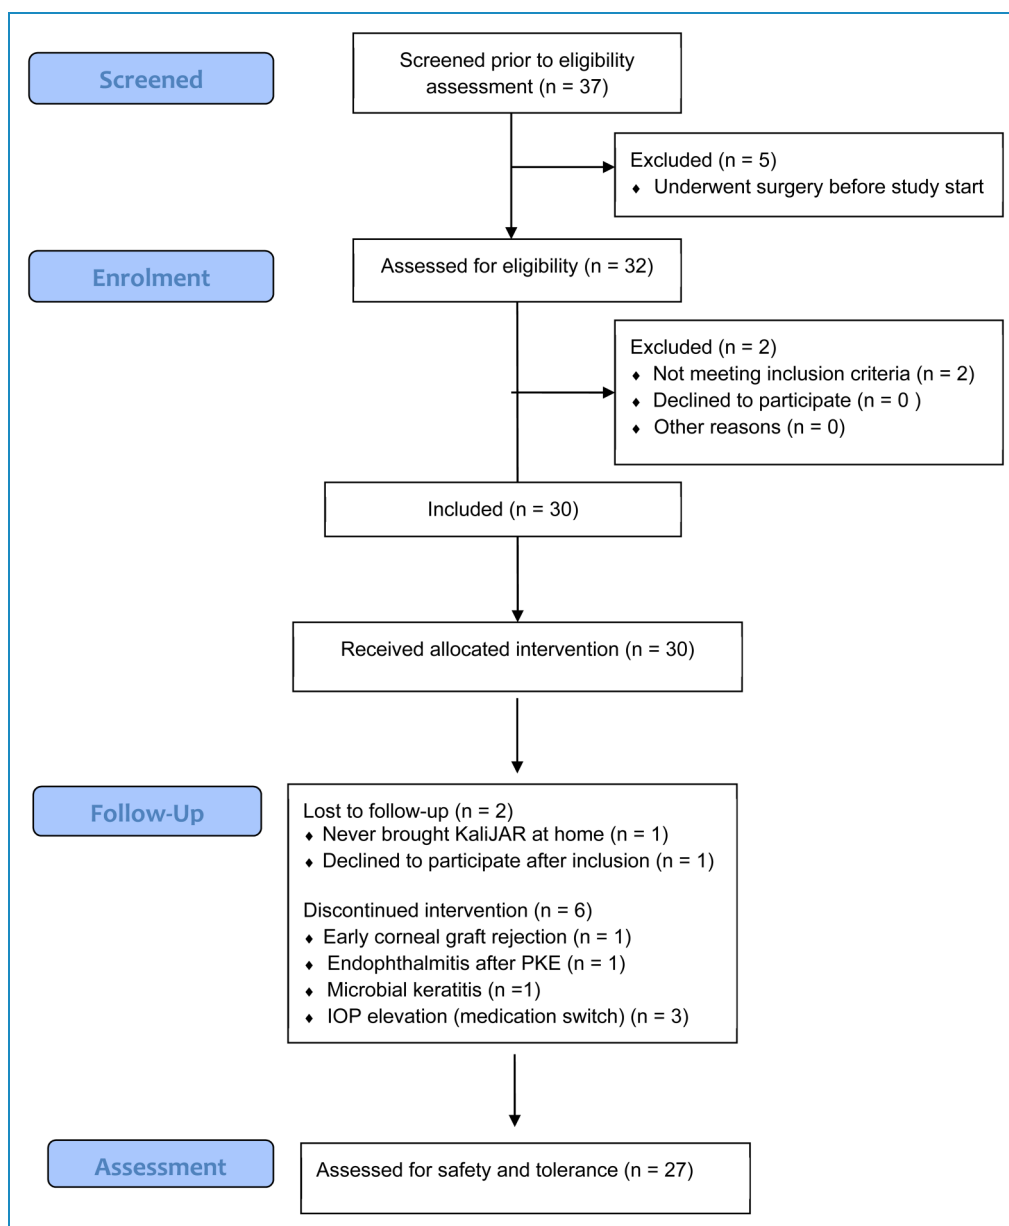 Screened
Screened prior to eligibility
assessment (n = 37)
Excluded (n = 5)
♦ Underwent surgery before study start
Enrolment
Assessed for eligibility (n = 32)
Excluded (n = 2)
♦ Not meeting inclusion criteria (n = 2)
♦ Declined to participate (n = 0 )
♦ Other reasons (n = 0)
Included (n = 30)
Received allocated intervention (n = 30)
Follow-Up
Lost to follow-up (n = 2)
♦ Never brought KaliJAR at home (n = 1)
♦ Declined to participate after inclusion (n = 1)
Discontinued intervention (n = 6)
♦ Early corneal graft rejection (n = 1)
♦ Endophthalmitis after PKE (n = 1)
♦ Microbial keratitis (n =1)
♦ IOP elevation (medication switch) (n = 3)
Assessment
Assessed for safety and tolerance (n = 27)